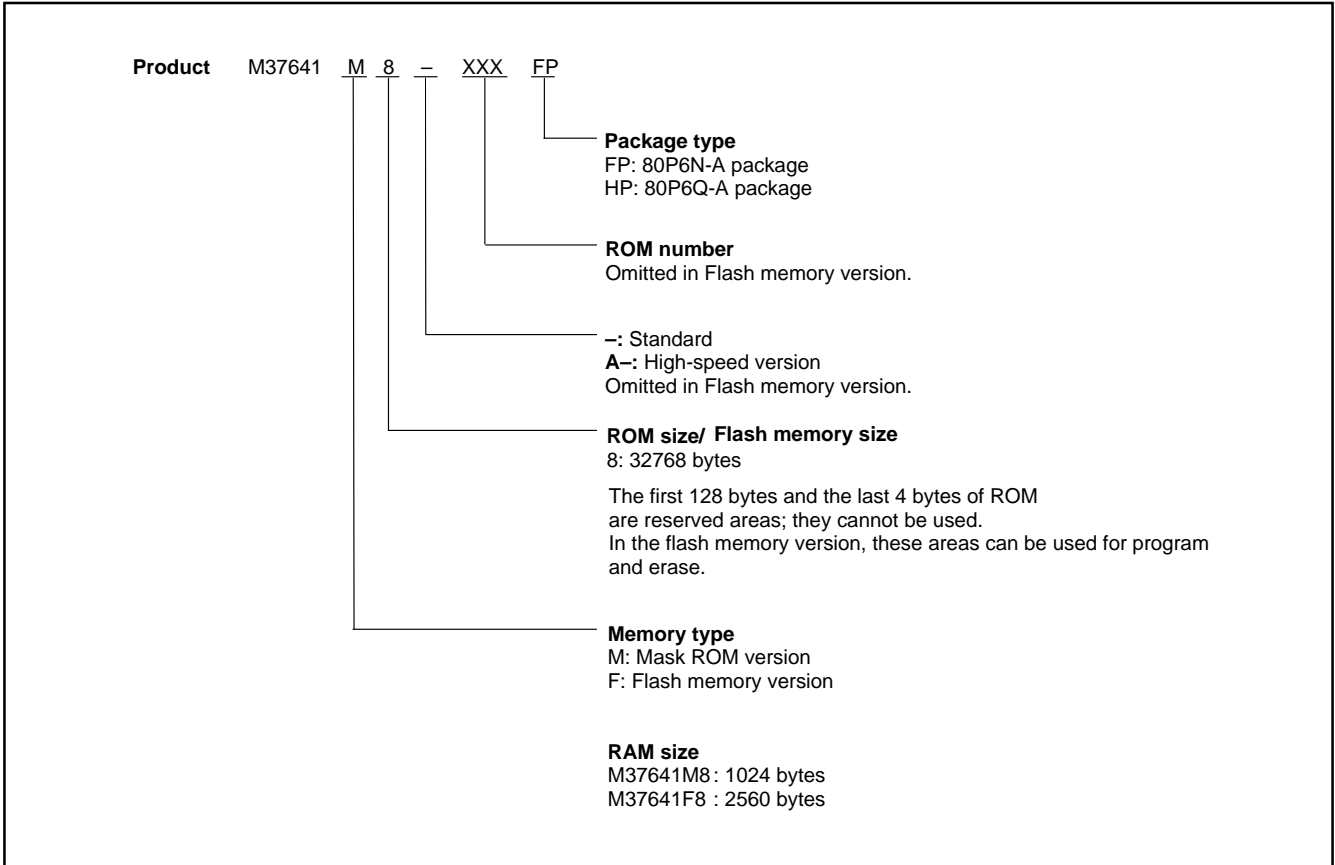 Product M37641 M 8 – XXX FP
Package type
FP: 80P6N-A package
HP: 80P6Q-A package
ROM number
Omitted in Flash memory version.
–: Standard
A–: High-speed version
Omitted in Flash memory version.
ROM size/ Flash memory size
8: 32768 bytes
The first 128 bytes and the last 4 bytes of ROM
are reserved areas; they cannot be used.
In the flash memory version, these areas can be used for program
and erase.
Memory type
M: Mask ROM version
F: Flash memory version
RAM size
M37641M8 : 1024 bytes
M37641F8 : 2560 bytes